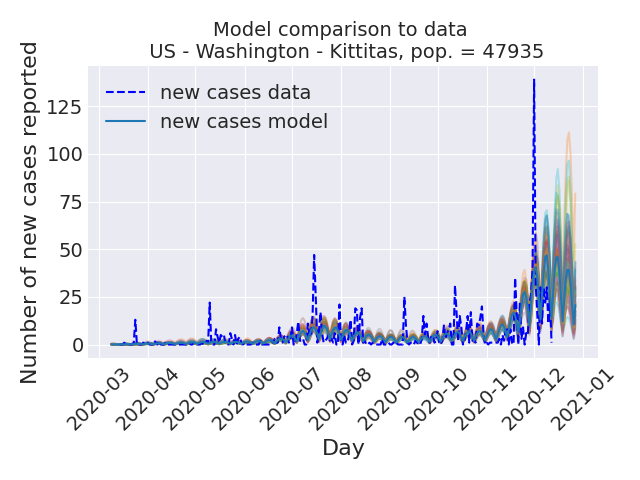 Model comparison to data
US - Washington - Kittitas, pop. = 47935
Number of new cases reported
new cases data
new cases model
125
100
75
50
25
0
2020-03
2020-04
2020-05
2020-06
2020-07
2020-08
2020-09
2020-10
2020-11
2020-12
2021-01
Day